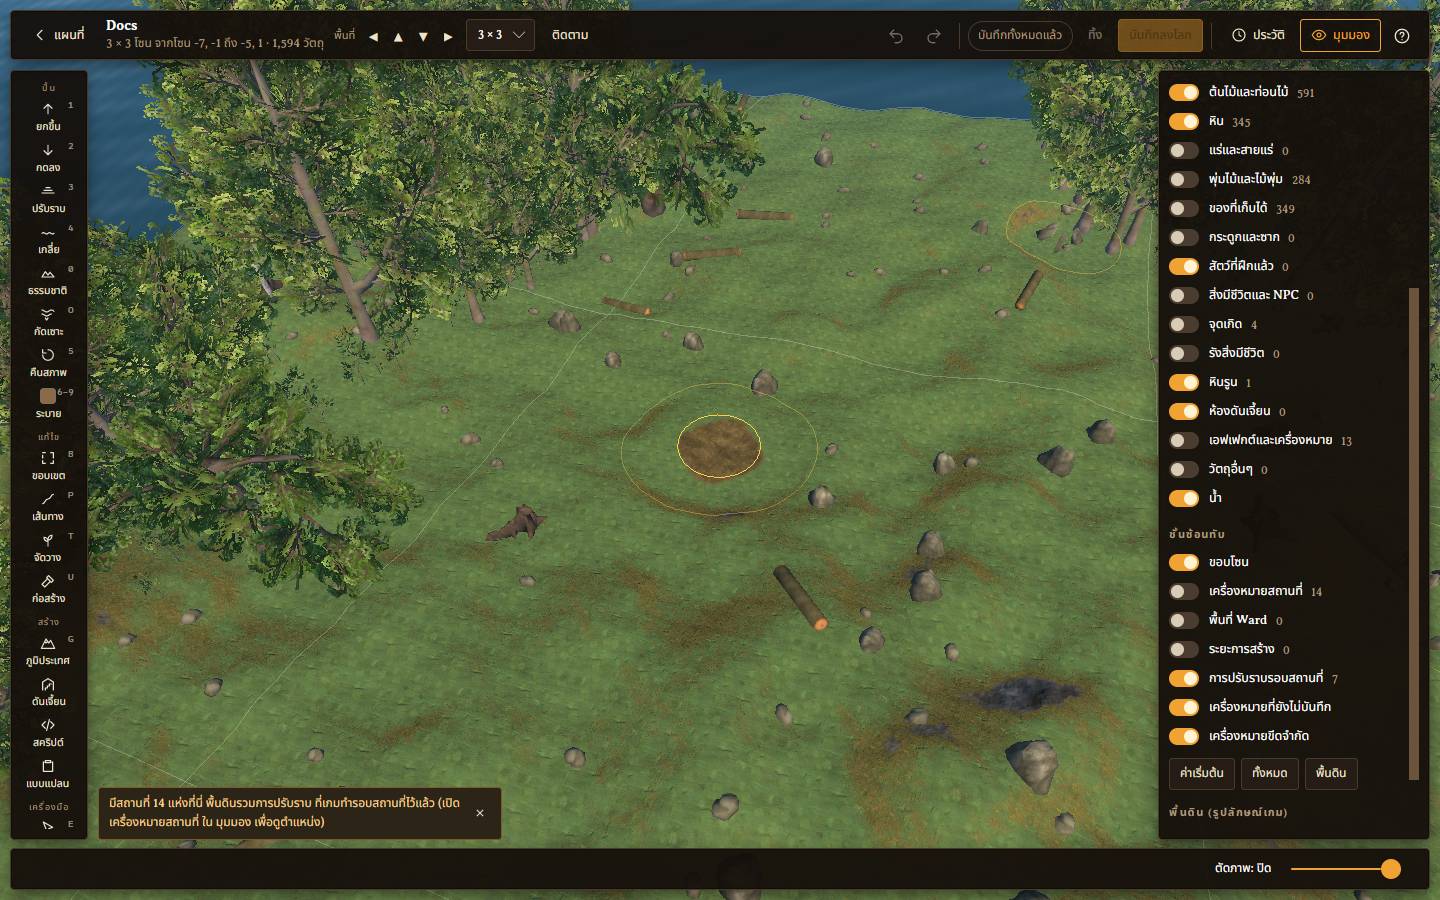 แผนที่
Docs
3 × 3 โซน จากโซน -7, -1 ถึง -5, 1 · 1,594 วัตถุ
พื้นที่
3 × 3
ติดตาม
บันทึกทั้งหมดแล้ว
ทิ้ง
บันทึกลงโลก
ประวัติ
มุมมอง
ปั้น
ยกขึ้น 1
กดลง 2
ปรับราบ 3
เกลี่ย 4
ธรรมชาติ 0
กัดเซาะ O
คืนสภาพ 5
ระบาย 6–9
แก้ไข
ขอบเขต B
เส้นทาง P
จัดวาง T
ก่อสร้าง U
สร้าง
ภูมิประเทศ G
ดันเจี้ยน
สคริปต์
แบบแปลน
เครื่องมือ
E
ต้นไม้และท่อนไม้ 591
หิน 345
แร่และสายแร่ 0
พุ่มไม้และไม้พุ่ม 284
ของที่เก็บได้ 349
กระดูกและซาก 0
สัตว์ที่ฝึกแล้ว 0
สิ่งมีชีวิตและ NPC 0
จุดเกิด 4
รังสิ่งมีชีวิต 0
หินรูน 1
ห้องดันเจี้ยน 0
เอฟเฟกต์และเครื่องหมาย 13
วัตถุอื่นๆ 0
น้ำ
ชั้นซ้อนทับ
ขอบโซน
เครื่องหมายสถานที่ 14
พื้นที่ Ward 0
ระยะการสร้าง 0
การปรับราบรอบสถานที่ 7
เครื่องหมายที่ยังไม่บันทึก
เครื่องหมายขีดจำกัด
ค่าเริ่มต้น
ทั้งหมด
พื้นดิน
พื้นดิน (รูปลักษณ์เกม)
มีสถานที่ 14 แห่งที่นี่ พื้นดินรวมการปรับราบ ที่เกมทำรอบสถานที่ไว้แล้ว (เปิด
เครื่องหมายสถานที่ ใน มุมมอง เพื่อดูตำแหน่ง)
ตัดภาพ: ปิด